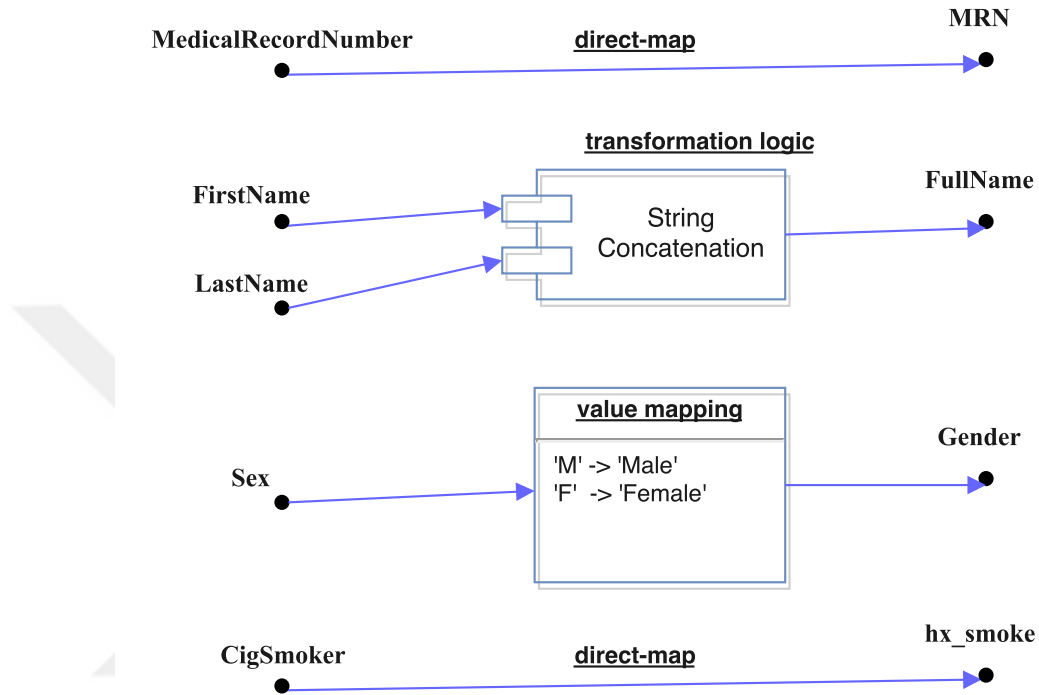 MRN
MedicalRecordNumber
direct-map
transformation logic
FirstName
FullName
String
Concatenation
LastName
value mapping
Gender
'M' -> 'Male'
Sex
'F' -> 'Female'
hx_smoke
CigSmoker
direct-map